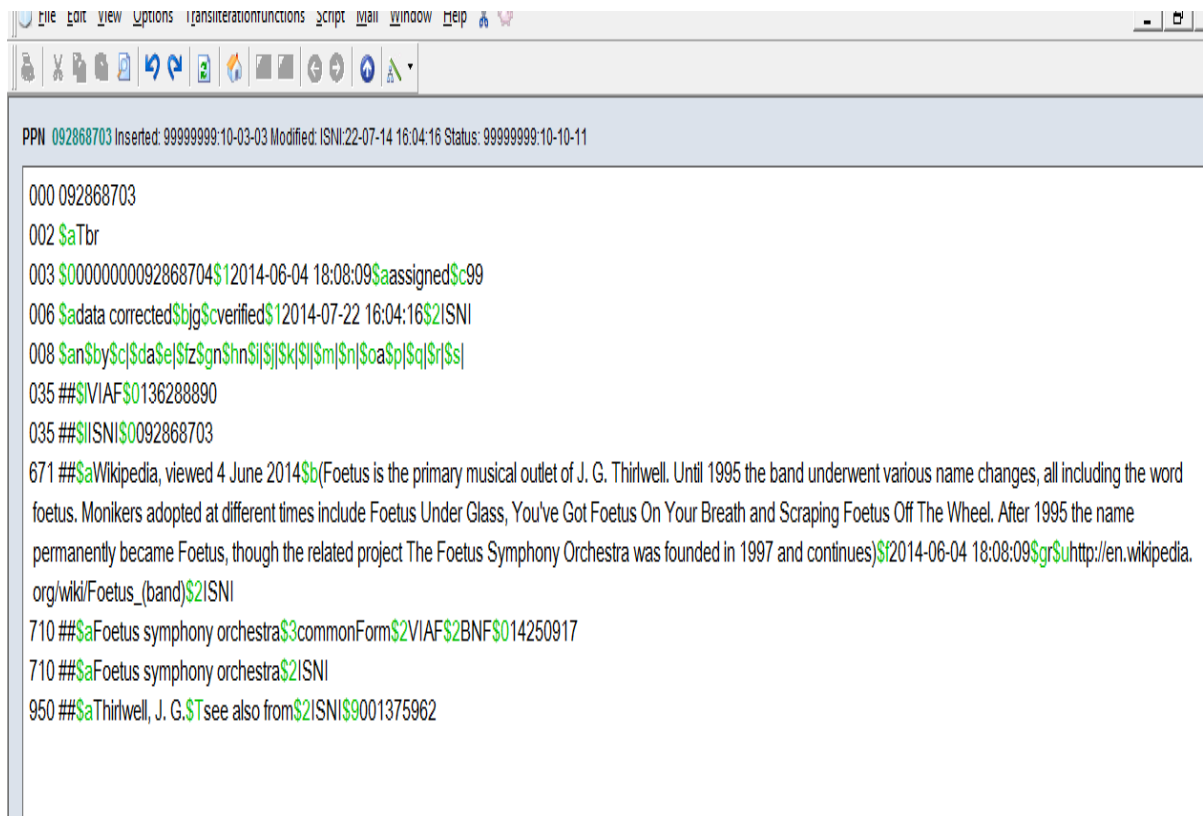 File Edit View Options Transliterationfunctions Script Mail Window Help
PPN 092868703 Inserted: 99999999:10-03-03 Modified: ISNI:22-07-14 16:04:16 Status: 99999999:10-10-11
000 092868703
002 $aTbr
003 $00000000092868704$12014-06-04 18:08:09$aassigned$c99
006 $adata corrected$bjg$cverified$12014-07-22 16:04:16$2ISNI
008 $an$by$c|$da$e|$fz$gn$hn$i|$j|$k|$l|$m|$n|$oa$p|$q|$r|$s|
035 ##$lVIAF$0136288890
035 ##$lISNI$0092868703
671 ##$aWikipedia, viewed 4 June 2014$b(Foetus is the primary musical outlet of J. G. Thirlwell. Until 1995 the band underwent various name changes, all including the word
foetus. Monikers adopted at different times include Foetus Under Glass, You've Got Foetus On Your Breath and Scraping Foetus Off The Wheel. After 1995 the name
permanently became Foetus, though the related project The Foetus Symphony Orchestra was founded in 1997 and continues)$f2014-06-04 18:08:09$gr$uhttp://en.wikipedia.
org/wiki/Foetus_(band)$2ISNI
710 ##$aFoetus symphony orchestra$3commonForm$2VIAF$2BNF$014250917
710 ##$aFoetus symphony orchestra$2ISNI
950 ##$aThirlwell, J. G.$Tsee also from$2ISNI$9001375962